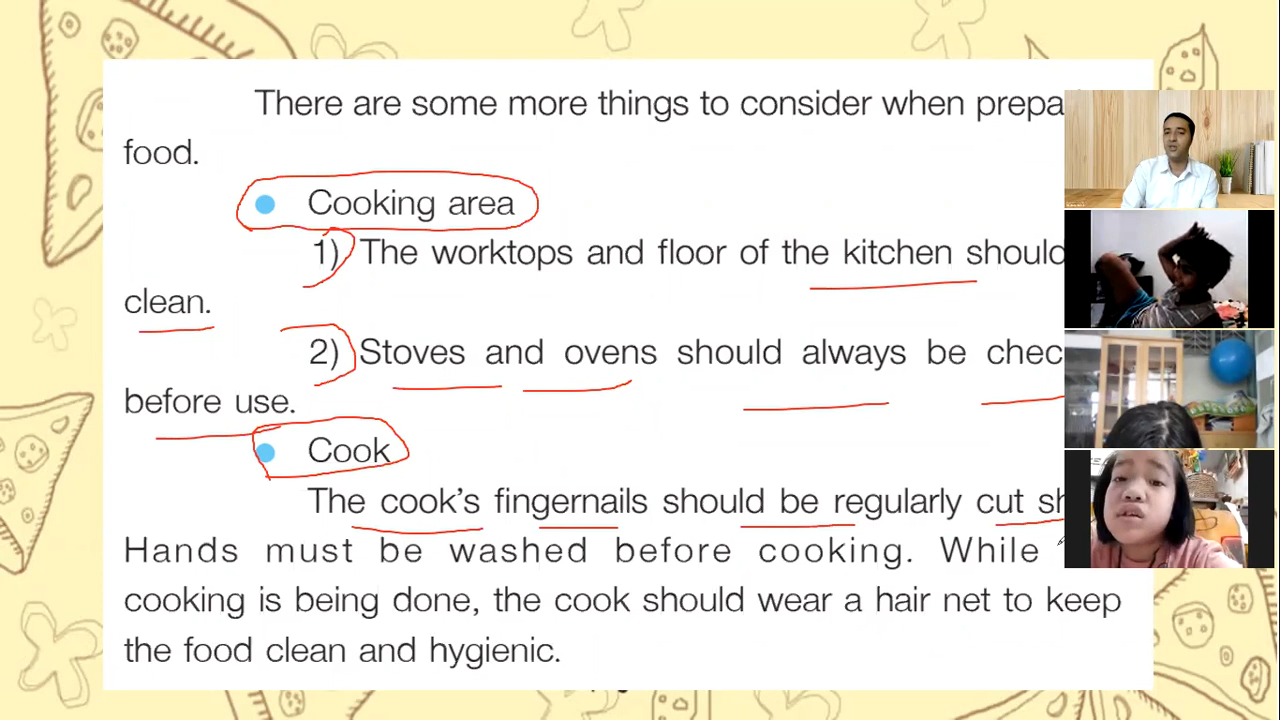 There are some more things to consider when
food.
Cooking area
1) The worktops and floor of the kitchen should
clean.
2) Stoves and ovens should always be
before use.
Cook
The cook's fingernails should be regularly cut
Hands must be washed before cooking. While
cooking is being done, the cook should wear a hair net to keep
the food clean and hygienic.